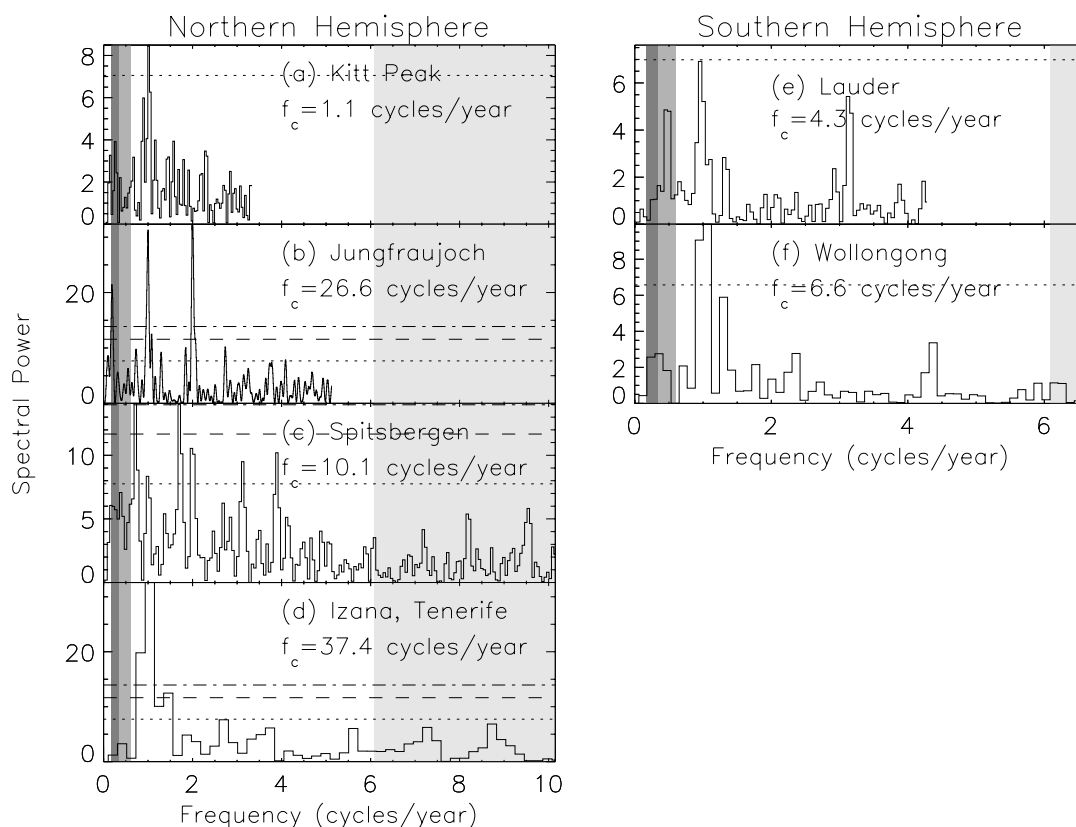 Northern Hemisphere
8
6
4
2
0
(a) Kitt Peak
f_c=1.1 cycles/year
20
0
(b) Jungfraujoch
f_c=26.6 cycles/year
10
5
0
(c) Spitsbergen
f_c=10.1 cycles/year
20
0
(d) Izana, Tenerife
f_c=37.4 cycles/year
0 2 4 6 8 10
Frequency (cycles/year)
Spectral Power
Southern Hemisphere
6
4
2
0
(e) Lauder
f_c=4.3 cycles/year
8
6
4
2
0
(f) Wollongong
f_c=6.6 cycles/year
0 2 4 6
Frequency (cycles/year)